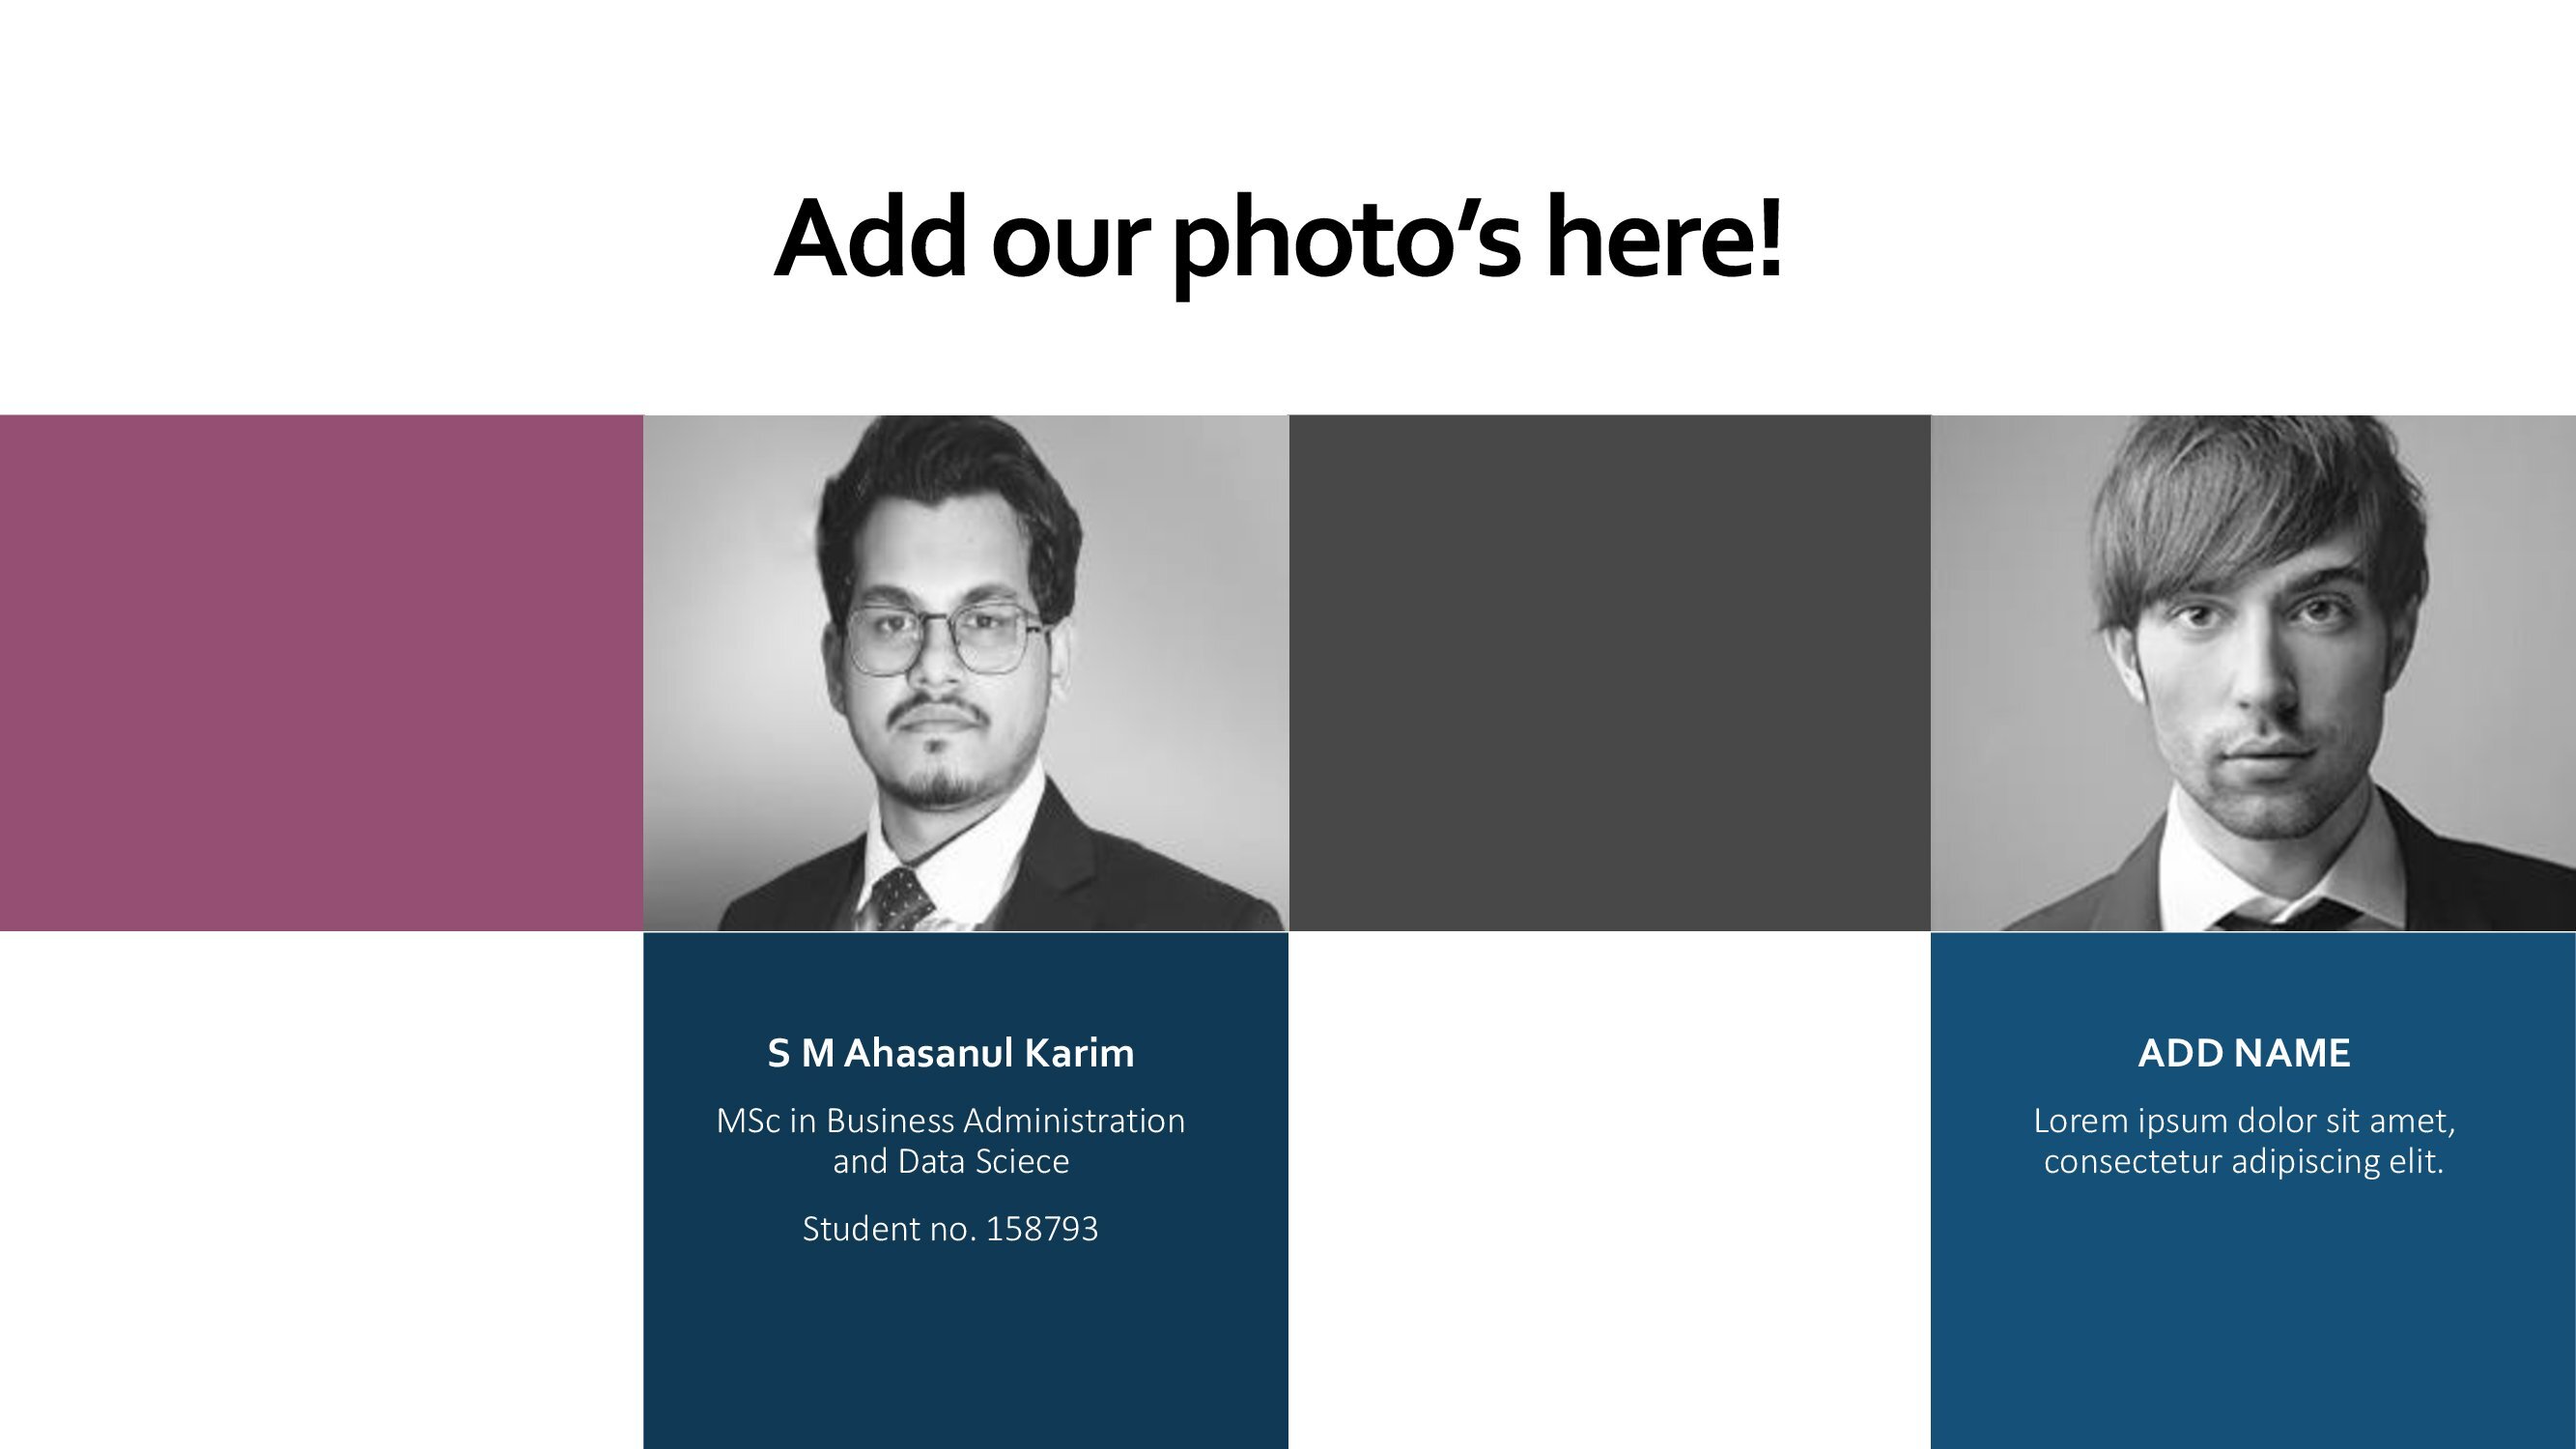 Add our photo’s here!
S M Ahasanul Karim
MSc in Business Administration
and Data Sciece
Student no. 158793
ADD NAME
Lorem ipsum dolor sit amet,
consectetur adipiscing elit.